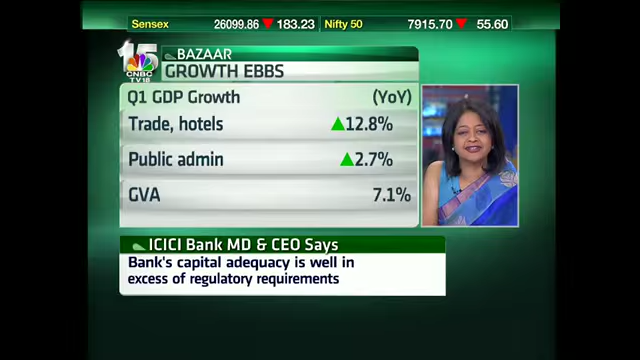 Sensex 26099.86 ▼ 183.23 Nifty 50 7915.70 ▼ 55.60
15
CNBC
TV18
BAZAAR
GROWTH EBBS
Q1 GDP Growth (YoY)
Trade, hotels ▲12.8%
Public admin ▲2.7%
GVA 7.1%
ICICI Bank MD & CEO Says
Bank's capital adequacy is well in
excess of regulatory requirements